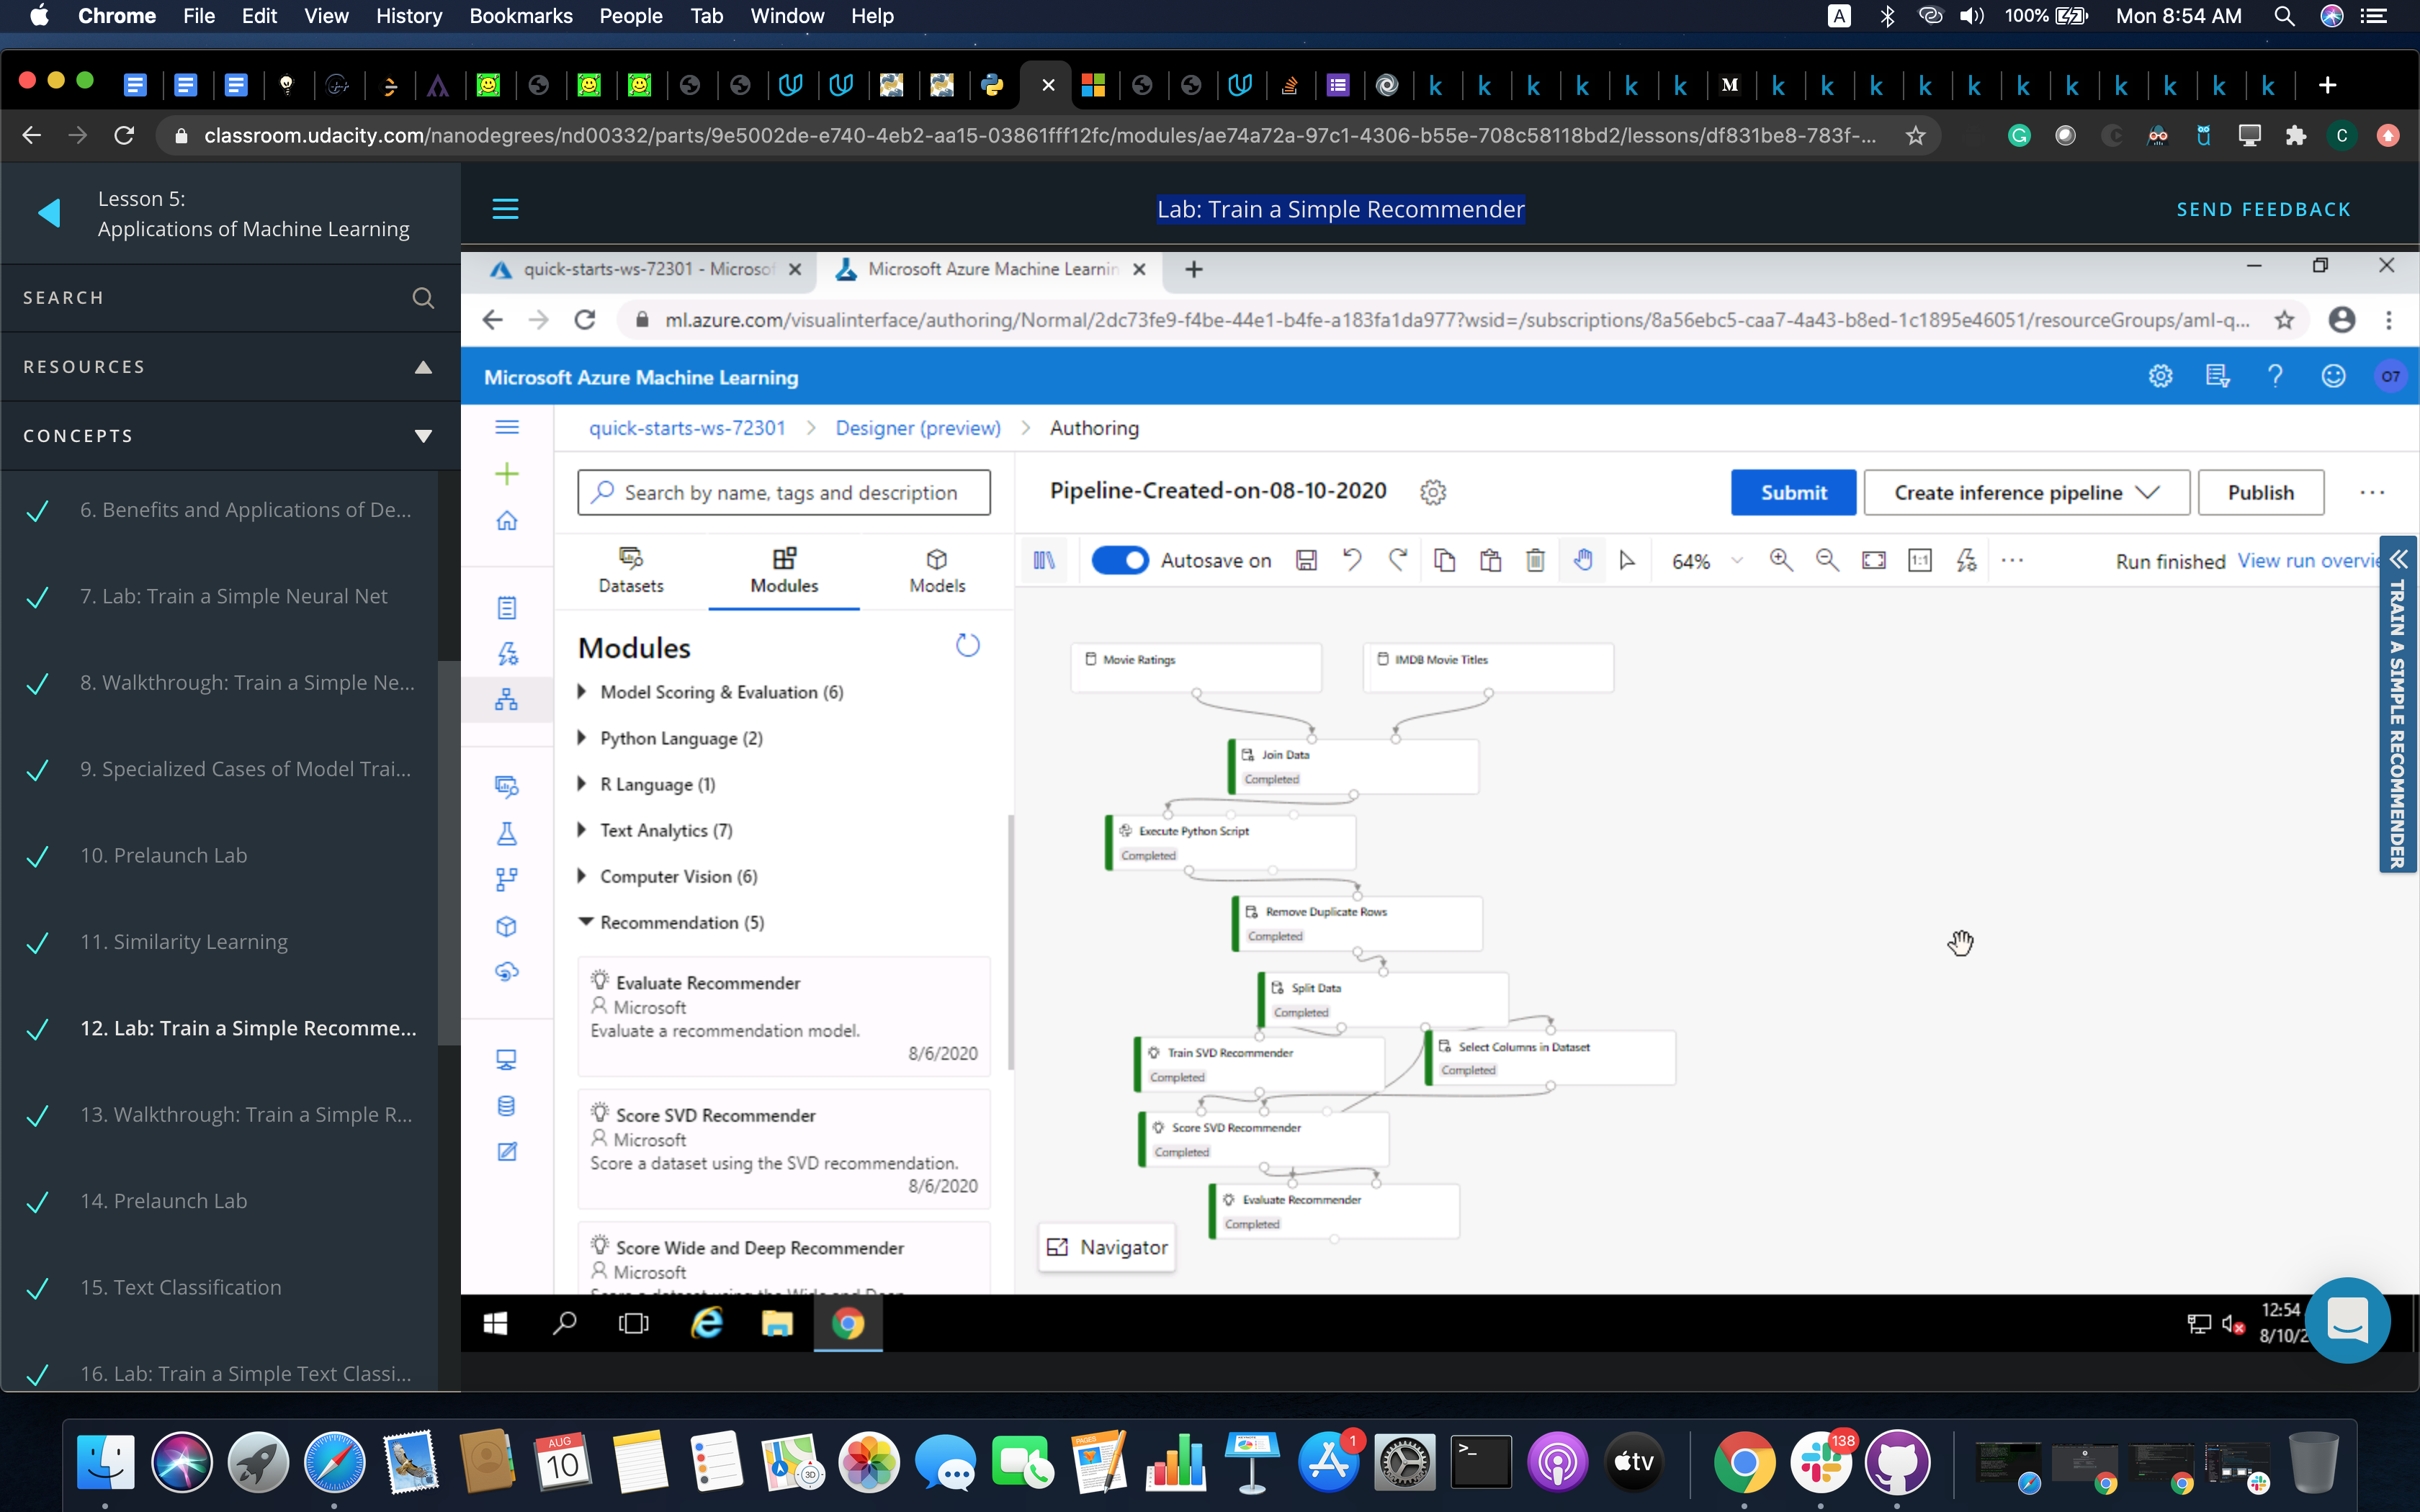 Chrome File Edit View History Bookmarks People Tab Window Help
A 100% Mon 8:54 AM
classroom.udacity.com/nanodegrees/nd00332/parts/9e5002de-e740-4eb2-aa15-03861fff12fc/modules/ae74a72a-97c1-4306-b55e-708c58118bd2/lessons/df831be8-783f-...
Lesson 5:
Applications of Machine Learning
SEARCH
RESOURCES
CONCEPTS
6. Benefits and Applications of De...
7. Lab: Train a Simple Neural Net
8. Walkthrough: Train a Simple Ne...
9. Specialized Cases of Model Trai...
10. Prelaunch Lab
11. Similarity Learning
12. Lab: Train a Simple Recomme...
13. Walkthrough: Train a Simple R...
14. Prelaunch Lab
15. Text Classification
16. Lab: Train a Simple Text Classi...
Lab: Train a Simple Recommender
SEND FEEDBACK
quick-starts-ws-72301 - Microsof
Microsoft Azure Machine Learnin
ml.azure.com/visualinterface/authoring/Normal/2dc73fe9-f4be-44e1-b4fe-a183fa1da977?wsid=/subscriptions/8a56ebc5-caa7-4a43-b8ed-1c1895e46051/resourceGroups/aml-q...
Microsoft Azure Machine Learning
O7
quick-starts-ws-72301 > Designer (preview) > Authoring
Search by name, tags and description
Datasets Modules Models
Modules
Model Scoring & Evaluation (6)
Python Language (2)
R Language (1)
Text Analytics (7)
Computer Vision (6)
Recommendation (5)
Evaluate Recommender
Microsoft
Evaluate a recommendation model.
8/6/2020
Score SVD Recommender
Microsoft
Score a dataset using the SVD recommendation.
8/6/2020
Score Wide and Deep Recommender
Microsoft
Pipeline-Created-on-08-10-2020
Submit
Create inference pipeline
Publish
Autosave on
64%
1:1
Run finished View run overvie
Movie Ratings
IMDB Movie Titles
Join Data
Completed
Execute Python Script
Completed
Remove Duplicate Rows
Completed
Split Data
Completed
Train SVD Recommender
Completed
Select Columns in Dataset
Completed
Score SVD Recommender
Completed
Evaluate Recommender
Completed
Navigator
TRAIN A SIMPLE RECOMMENDER
12:54
8/10/2
AUG
10
PAGES
3D
1
tv
138